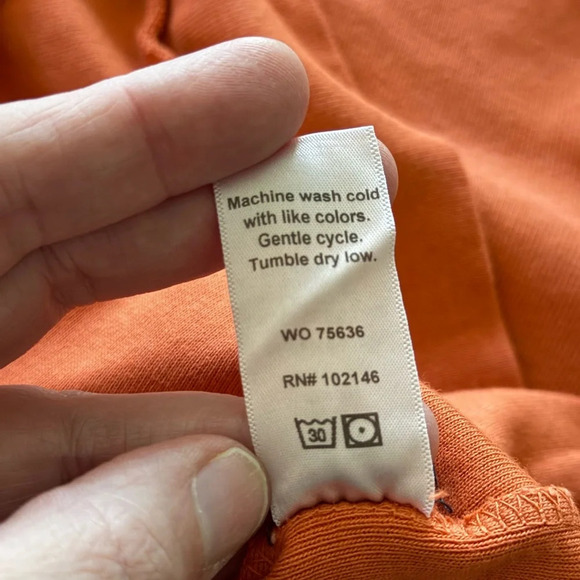 Machine wash cold
with like colors.
Gentle cycle.
Tumble dry low.
WO 75636
RN# 102146
30